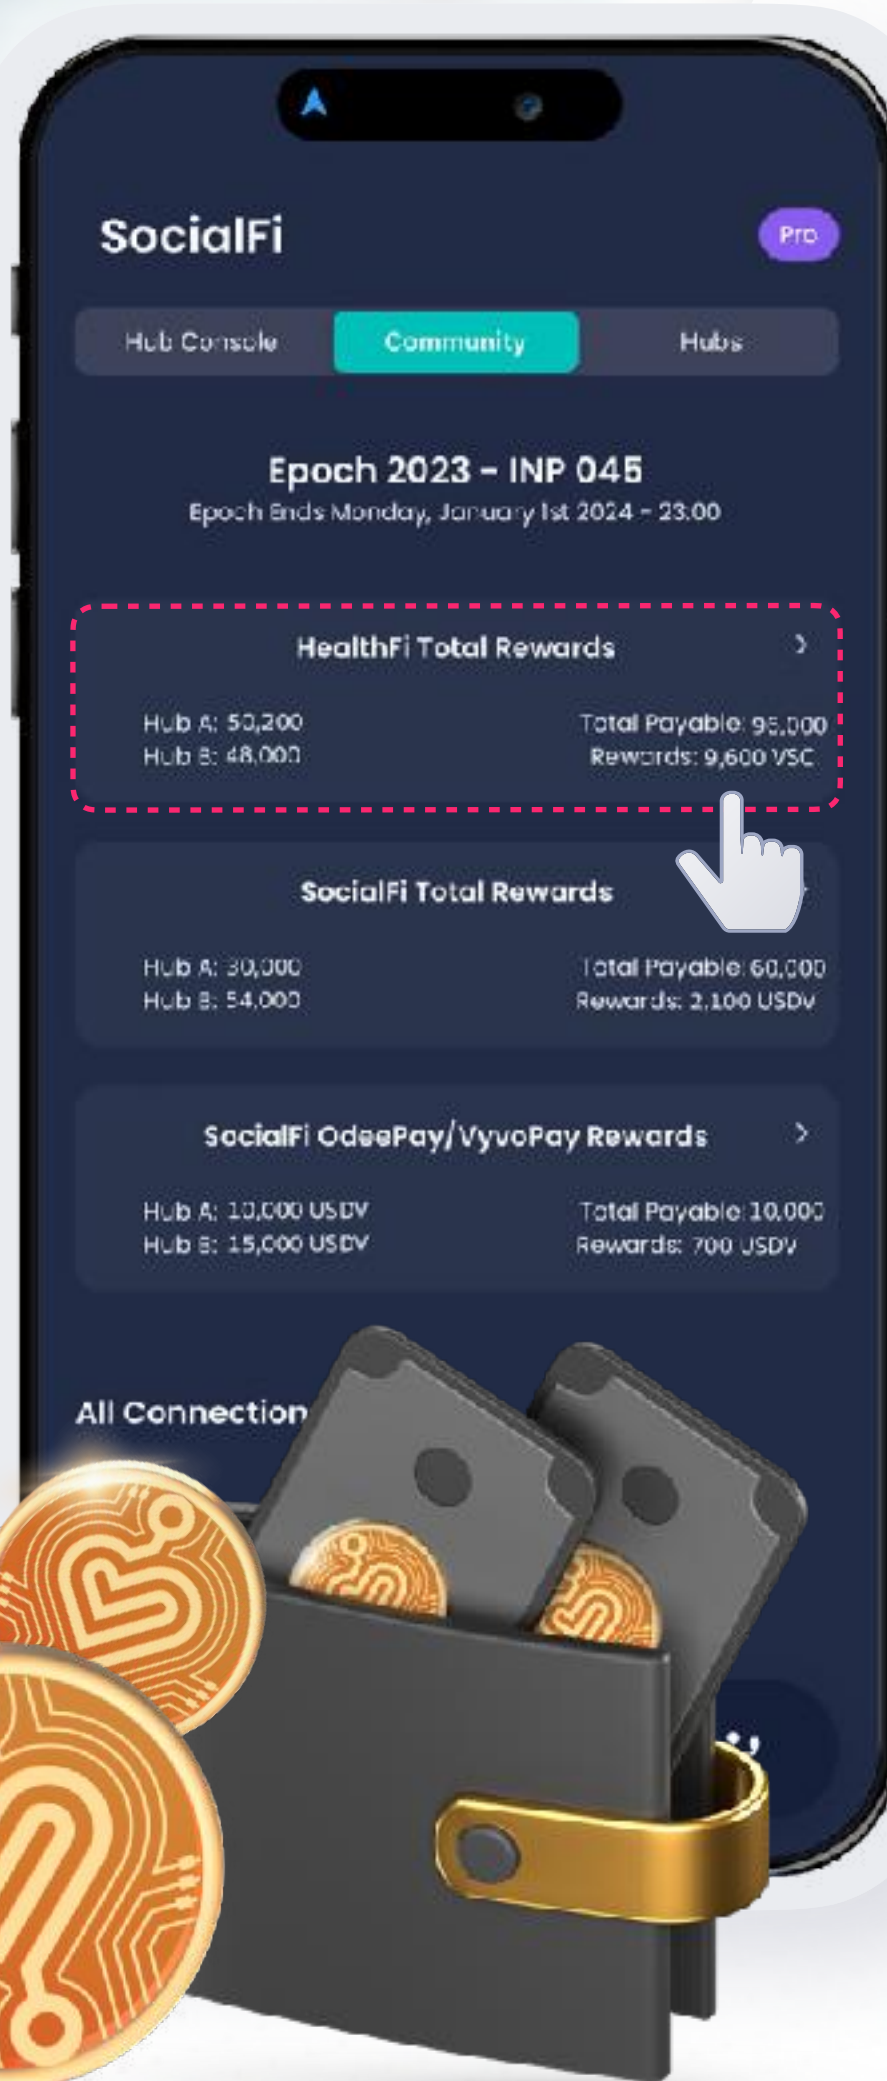 SocialFi
Pro
Hub Console
Community
Hubs
Epoch 2023 - INP 045
Epoch Ends Monday, January 1st 2024 - 23.00
HealthFi Total Rewards
Hub A: 50,200
Total Payable: 96,000
Hub B: 48,000
Rewards: 9,600 VSC
SocialFi Total Rewards
Hub A: 30,000
Total Payable: 60,000
Hub B: 54,000
Rewards: 2,100 USDV
SocialFi OdeePay/VyvoPay Rewards
Hub A: 10,000 USDV
Total Payable: 10,000
Hub B: 15,000 USDV
Rewards: 700 USDV
All Connection